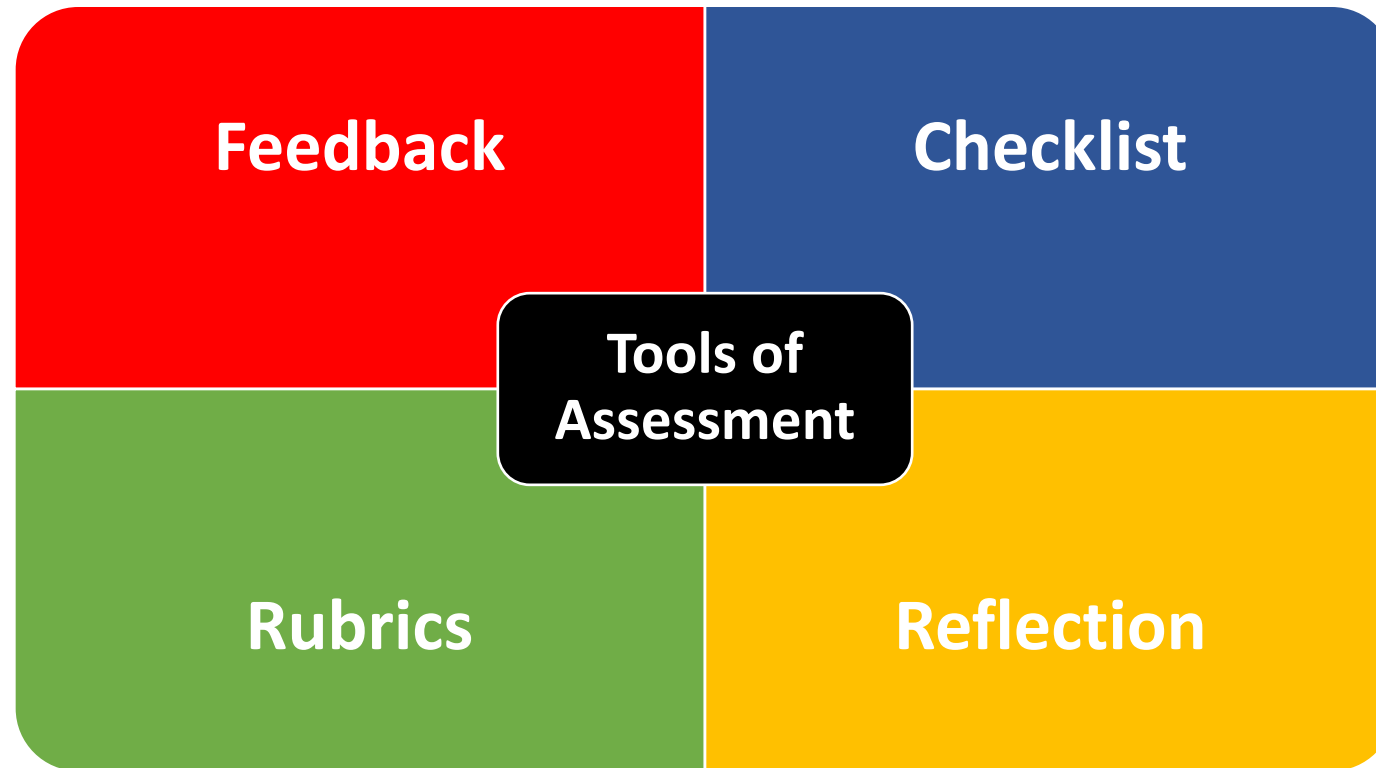 Feedback
Checklist
Tools of
Assessment
Rubrics
Reflection